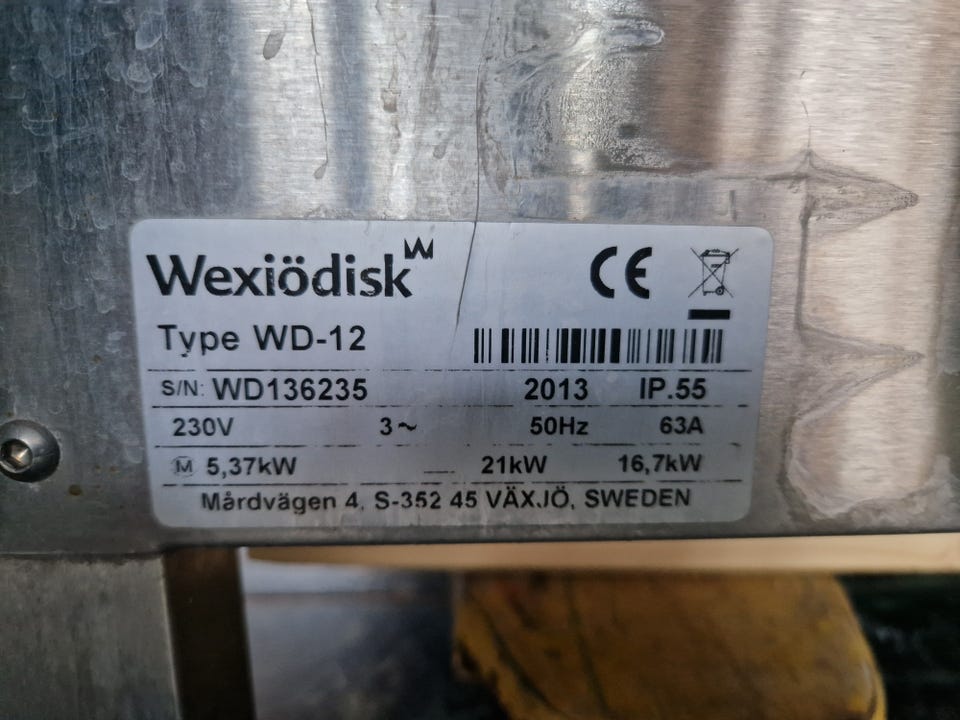 Wexiödisk
CE
Type WD-12
S/N: WD136235 2013 IP.55
230V 3~ 50Hz 63A
M 5,37kW 21kW 16,7kW
Mårdvägen 4, S-352 45 VÄXJÖ, SWEDEN